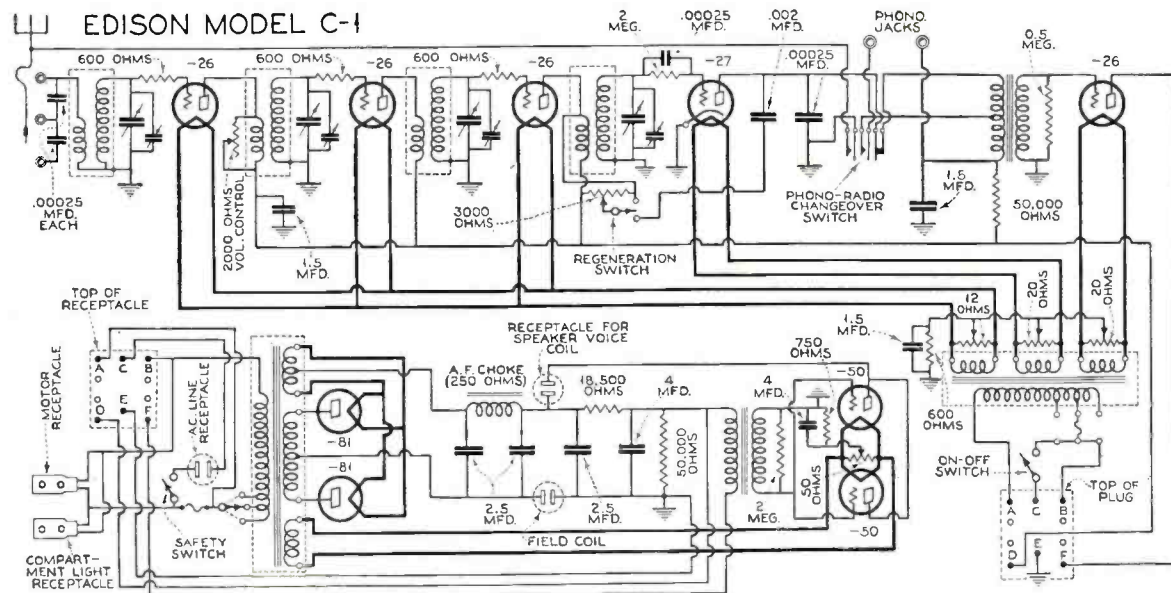 EDISON MODEL C-1
2
MEG.
.00025
MFD.
.002
MFD.
PHONO.
JACKS
600 OHMS
-26
600 OHMS
-26
600 OHMS
-26
-27
.00025
MFD.
0.5
MEG.
-26
.00025
MFD.
EACH
2000 OHMS
VOL. CONTROL
1.5
MFD.
3000
OHMS
REGENERATION
SWITCH
PHONO-RADIO
CHANGEOVER
SWITCH
1.5
MFD.
50,000
OHMS
TOP OF
RECEPTACLE
A
C
B
D
E
F
MOTOR
RECEPTACLE
AC LINE
RECEPTACLE
SAFETY
SWITCH
COMPART-
MENT LIGHT
RECEPTACLE
-81
-81
RECEPTACLE FOR
SPEAKER VOICE
COIL
A.F. CHOKE
(250 OHMS)
18,500
OHMS
4
MFD.
2.5
MFD.
FIELD COIL
2.5
MFD.
50,000
OHMS
750
OHMS
4
MFD.
-50
50
OHMS
2
MEG.
-50
1.5
MFD.
12
OHMS
20
OHMS
20
OHMS
600
OHMS
ON-OFF
SWITCH
TOP OF
PLUG
A
C
B
D
E
F